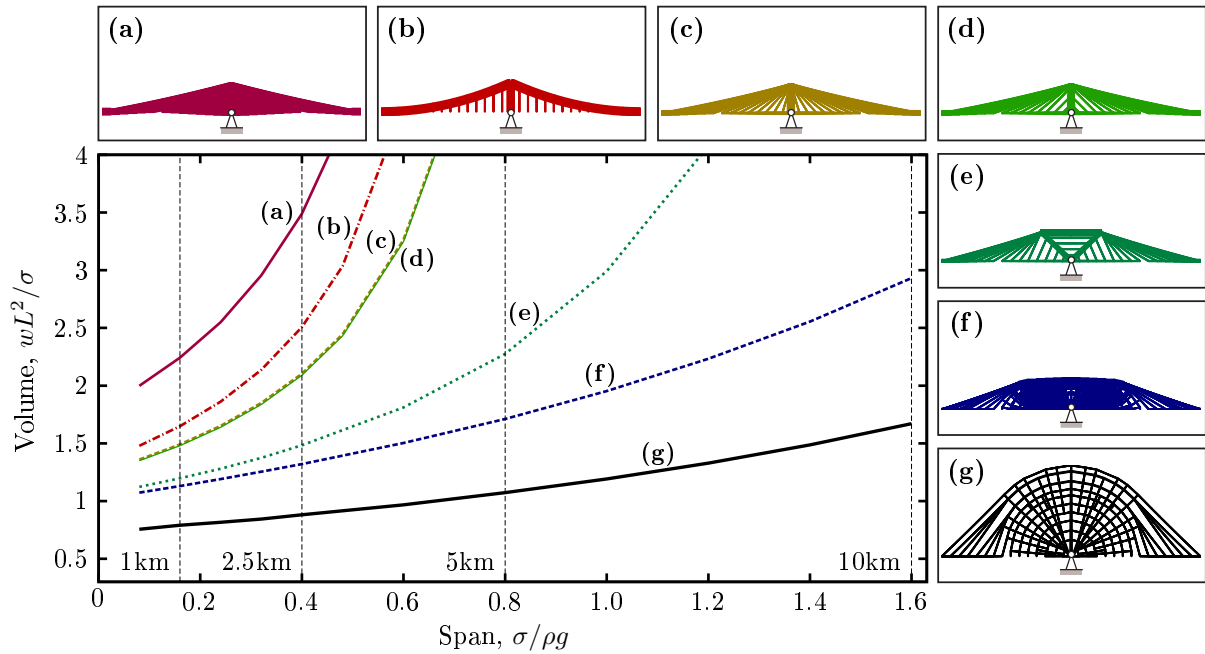 (a)
(b)
(c)
(d)
(e)
(f)
(g)
Volume, wL²/σ
4
3.5
3
2.5
2
1.5
1
0.5
(a)
(b)
(c)
(d)
(e)
(f)
(g)
1km
2.5km
5km
10km
0
0.2
0.4
0.6
0.8
1.0
1.2
1.4
1.6
Span, σ/ρg